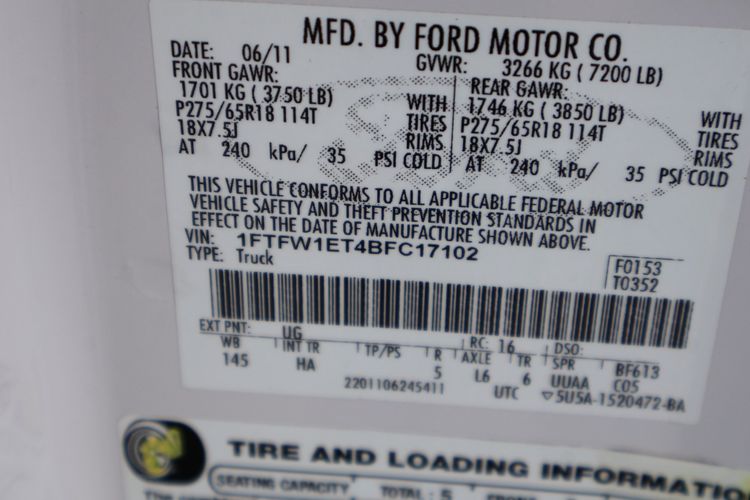 MFD. BY FORD MOTOR CO.
DATE: 06/11 GVWR: 3266 KG ( 7200 LB)
FRONT GAWR: REAR GAWR:
1701 KG ( 3750 LB) WITH 1746 KG ( 3850 LB) WITH
P275/65R18 114T TIRES P275/65R18 114T TIRES
18X7.5J RIMS 18X7.5J RIMS
AT 240 kPa/ 35 PSI COLD AT 240 kPa/ 35 PSI COLD
THIS VEHICLE CONFORMS TO ALL APPLICABLE FEDERAL MOTOR
VEHICLE SAFETY AND THEFT PREVENTION STANDARDS IN
EFFECT ON THE DATE OF MANUFACTURE SHOWN ABOVE.
VIN: 1FTFW1ET4BFC17102
TYPE: Truck
F0153
T0352
EXT PNT: UG RC: 16 DSO:
WB INT TR TP/PS R AXLE TR SPR BF613
145 HA 5 L6 6 UUAA C05
2201106245411 UTC ▽5U5A-1520472-BA
TIRE AND LOADING INFORMATIO
SEATING CAPACITY TOTAL : 5